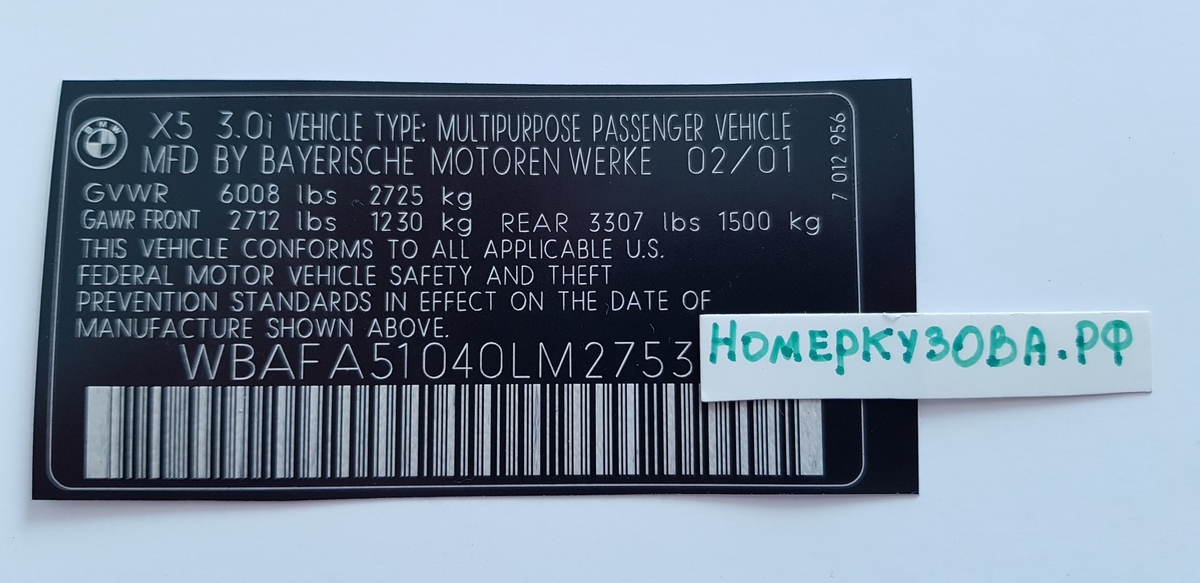 BMW
X5 3.0i VEHICLE TYPE: MULTIPURPOSE PASSENGER VEHICLE
MFD BY BAYERISCHE MOTOREN WERKE 02/01
7 012 956
GVWR 6008 lbs 2725 kg
GAWR FRONT 2712 lbs 1230 kg REAR 3307 lbs 1500 kg
THIS VEHICLE CONFORMS TO ALL APPLICABLE U.S.
FEDERAL MOTOR VEHICLE SAFETY AND THEFT
PREVENTION STANDARDS IN EFFECT ON THE DATE OF
MANUFACTURE SHOWN ABOVE.
WBAFA51040LM2753
НОМЕРКУЗОВА.РФ